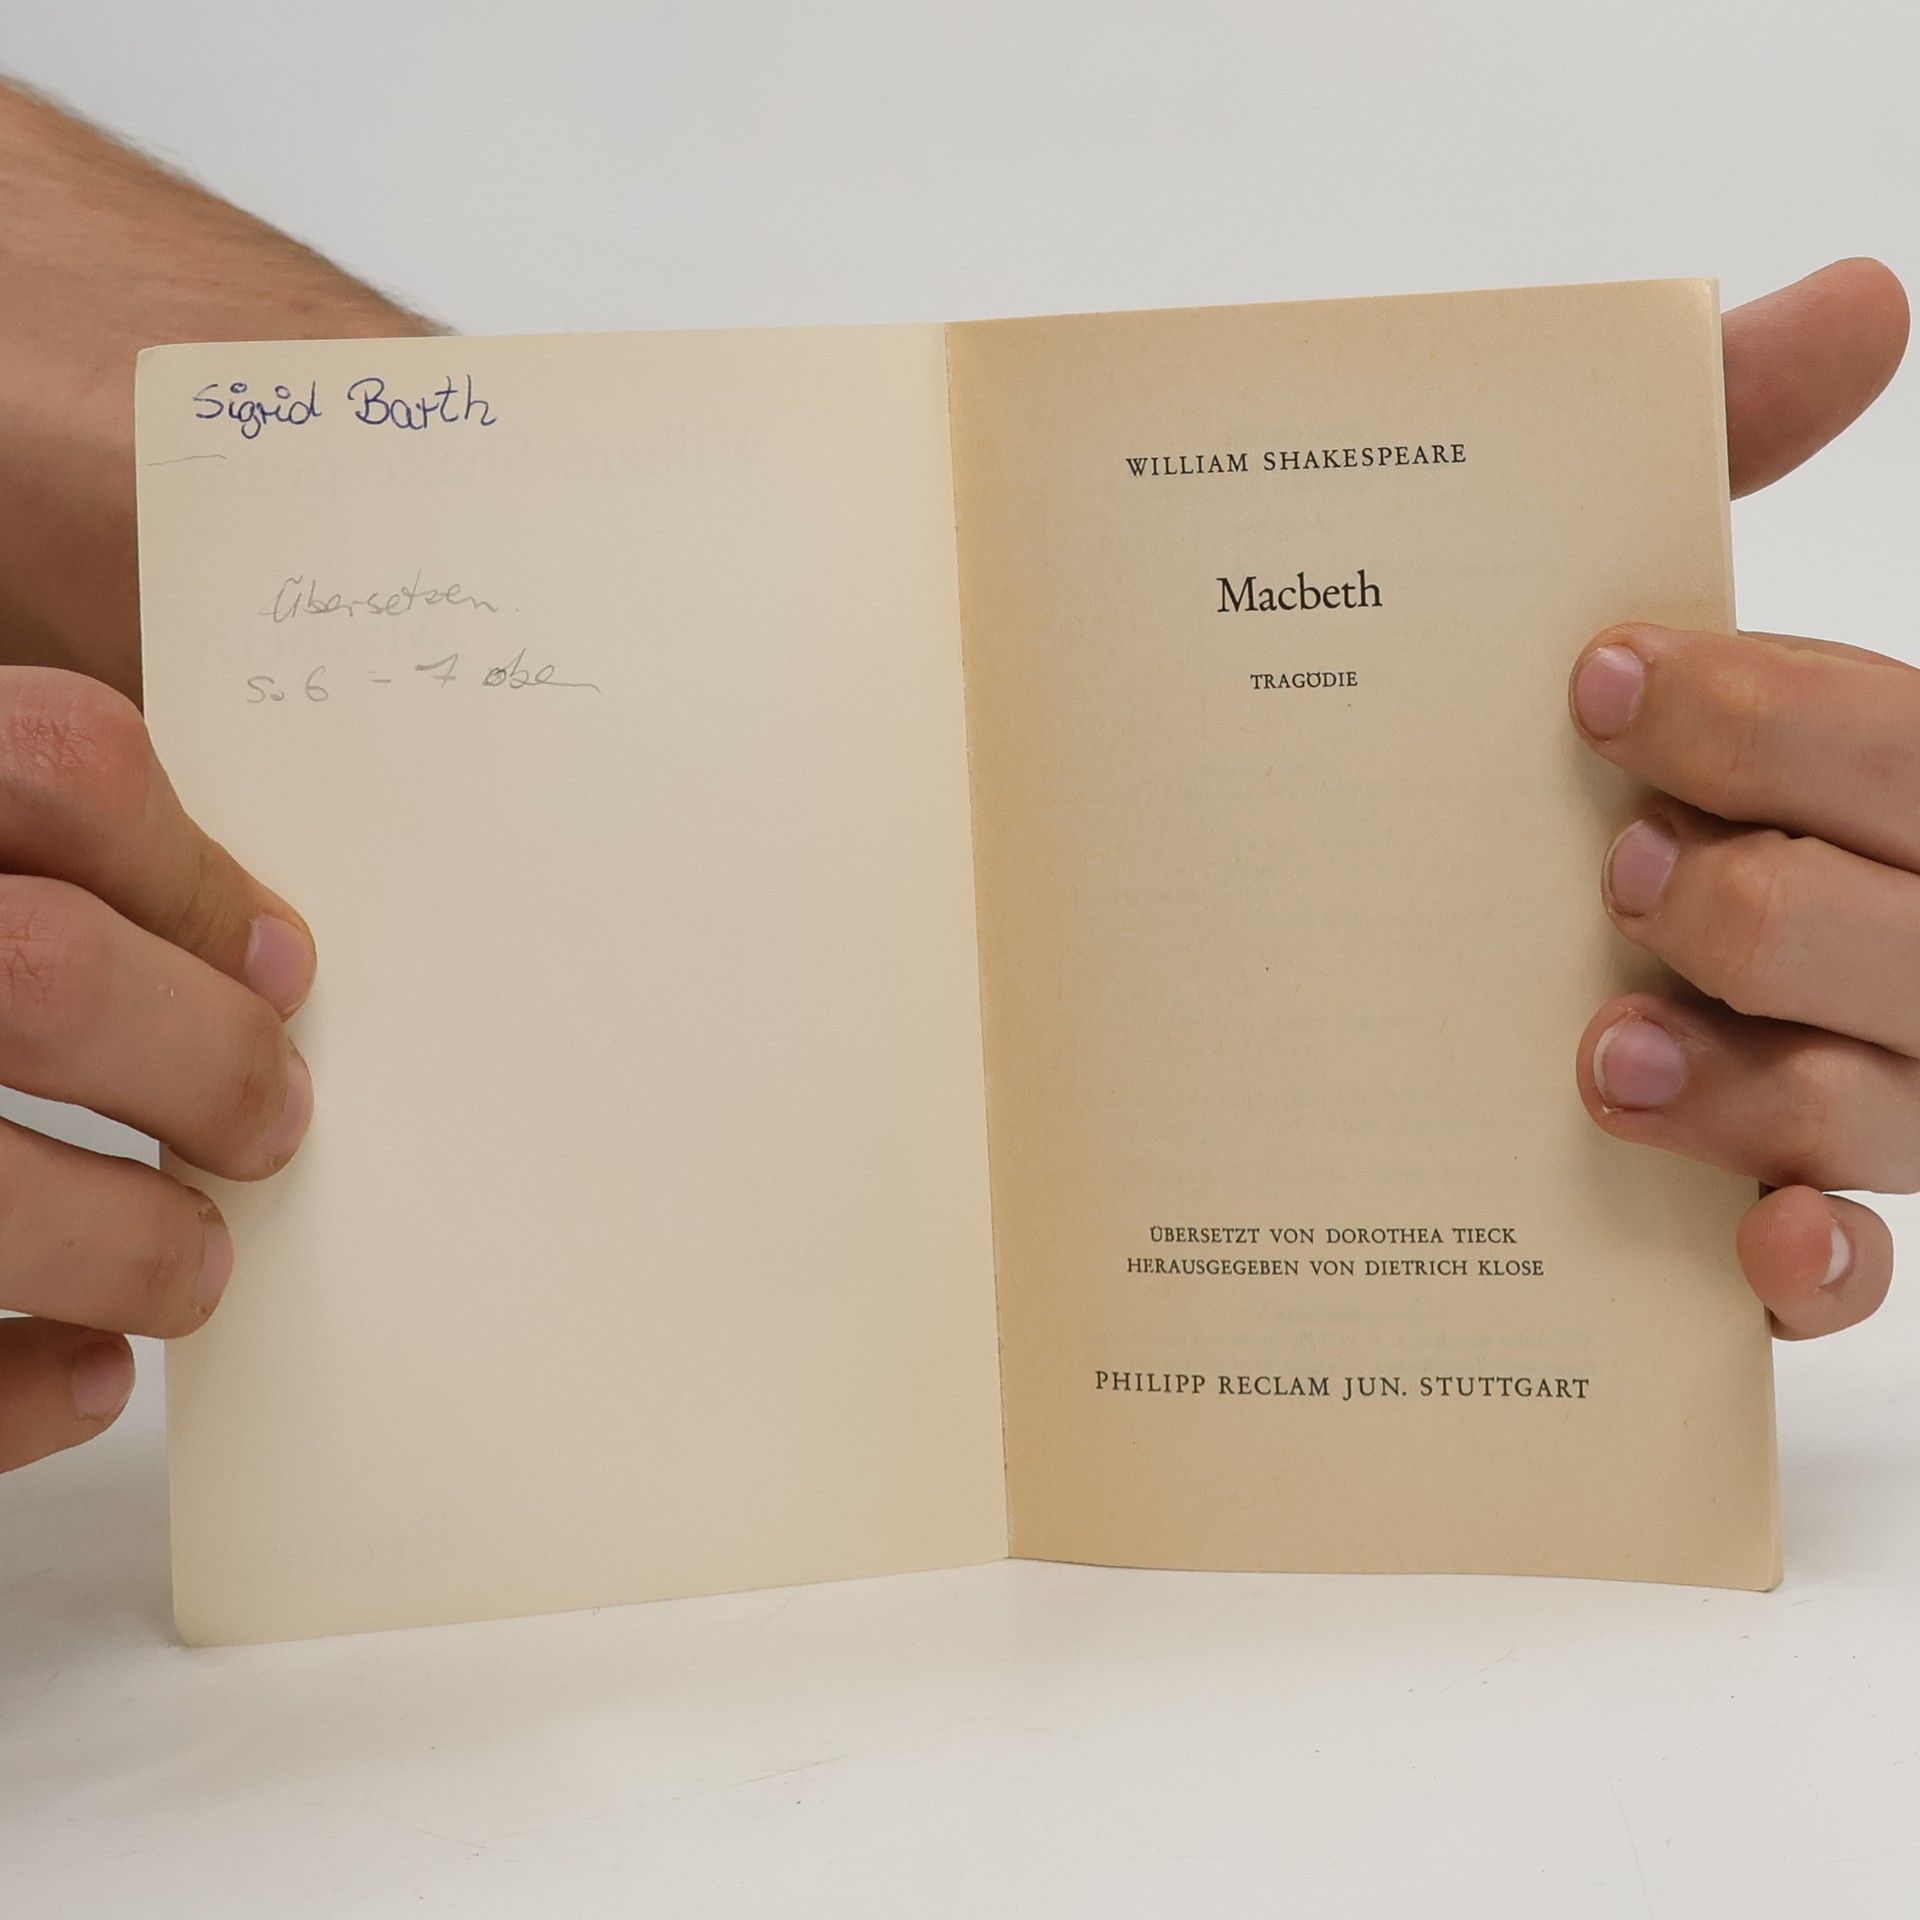 Sigrid Barth
Übersetzen
S. 6 - 7 oben
WILLIAM SHAKESPEARE
Macbeth
TRAGÖDIE
ÜBERSETZT VON DOROTHEA TIECK
HERAUSGEGEBEN VON DIETRICH KLOSE
PHILIPP RECLAM JUN. STUTTGART